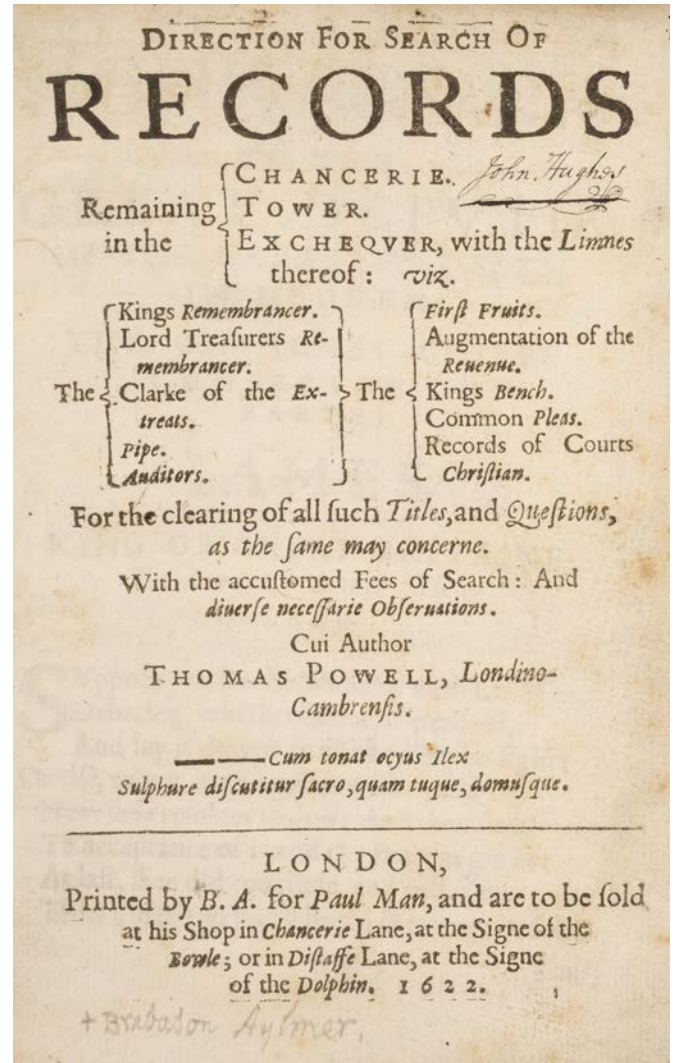 DIRECTION FOR SEARCH OF
RECORDS
Remaining
in the
CHANCERIE.
TOWER.
EXCHEQVER, with the Limnes
thereof: viz.
John. Hughes
The
Kings Remembrancer.
Lord Treaſurers Re-
membrancer.
Clarke of the Ex-
treats.
Pipe.
Auditors.
The
Firſt Fruits.
Augmentation of the
Reuenue.
Kings Bench.
Common Pleas.
Records of Courts
Chriſtian.
For the clearing of all ſuch Titles, and Queſtions,
as the ſame may concerne.
With the accuſtomed Fees of Search: And
diuerſe neceſſarie Obſeruations.
Cui Author
THOMAS POWELL, Londino-
Cambrenſis.
Cum tonat ocyus Ilex
Sulphure diſcutitur ſacro, quam tuque, domuſque.
LONDON,
Printed by B. A. for Paul Man, and are to be ſold
at his Shop in Chancerie Lane, at the Signe of the
Bowle; or in Diſtaffe Lane, at the Signe
of the Dolphin. 1622.
+ Brabason Aylmer,